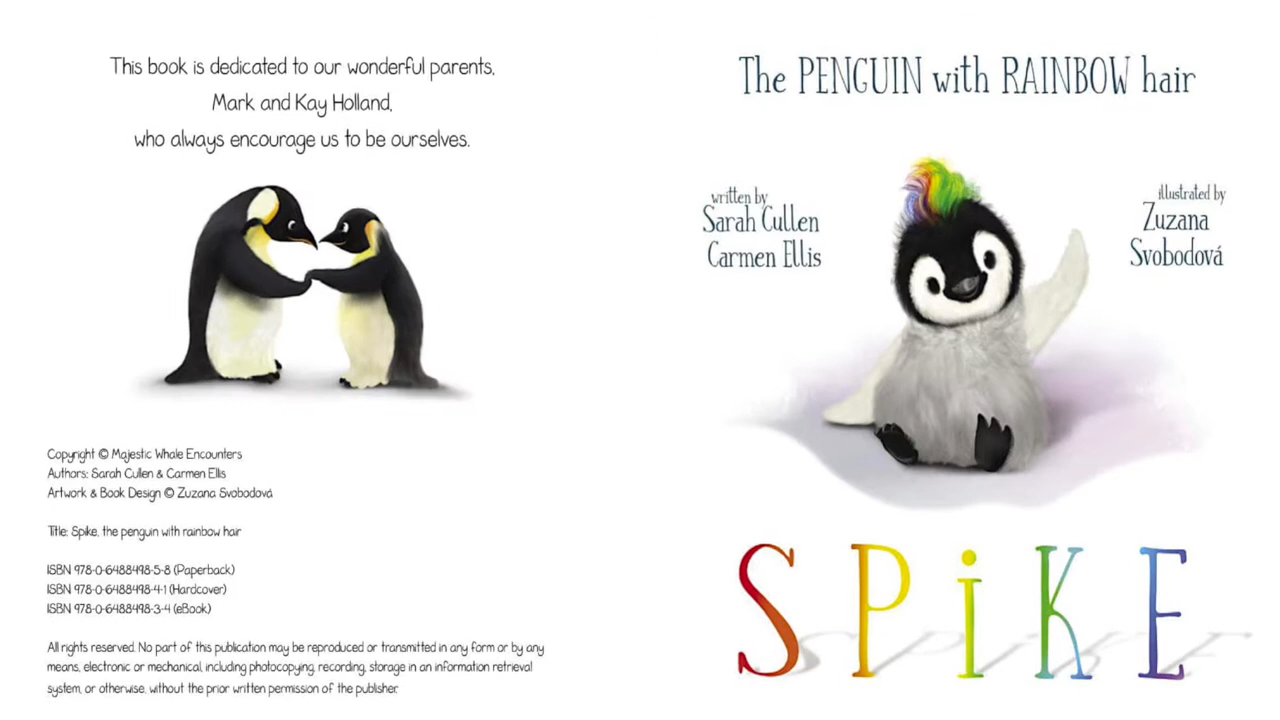 This book is dedicated to our wonderful parents,
Mark and Kay Holland,
who always encourage us to be ourselves.
Copyright © Majestic Whale Encounters
Authors: Sarah Cullen & Carmen Ellis
Artwork & Book Design © Zuzana Svobodová
Title: Spike, the penguin with rainbow hair
ISBN 978-0-6488498-5-8 (Paperback)
ISBN 978-0-6488498-4-1 (Hardcover)
ISBN 978-0-6488498-3-4 (eBook)
All rights reserved. No part of this publication may be reproduced or transmitted in any form or by any
means, electronic or mechanical, including photocopying, recording, storage in an information retrieval
system, or otherwise, without the prior written permission of the publisher.
The PENGUIN with RAINBOW hair
written by
Sarah Cullen
Carmen Ellis
illustrated by
Zuzana
Svobodová
SPiKE